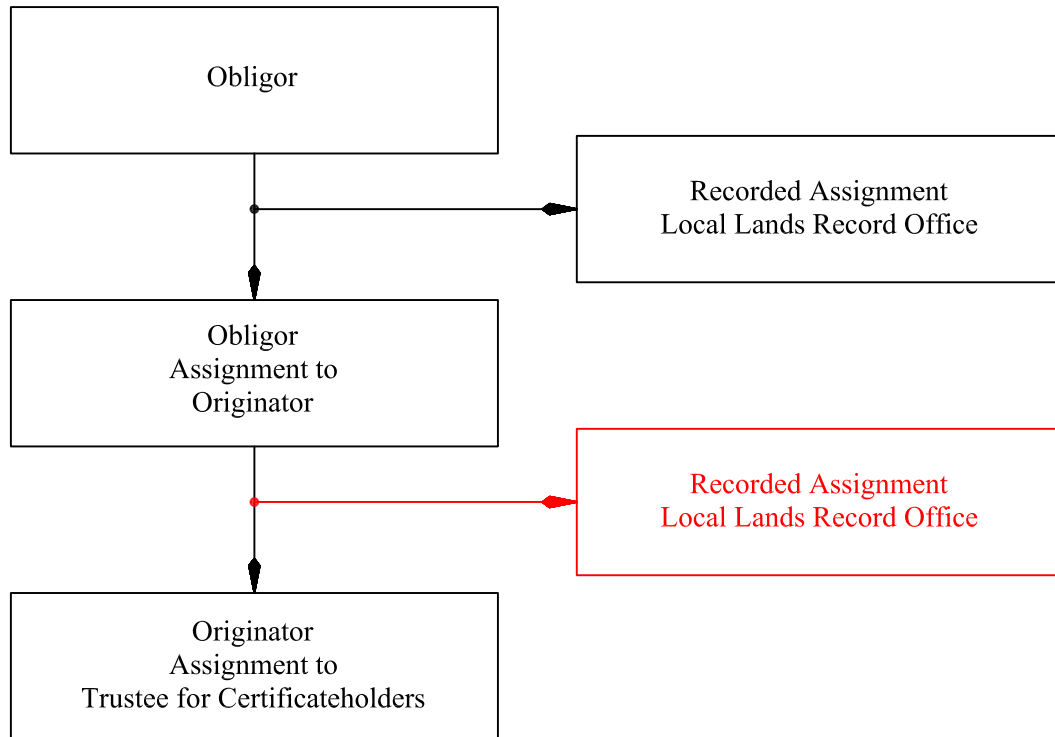 Obligor
Recorded Assignment
Local Lands Record Office
Obligor
Assignment to
Originator
Recorded Assignment
Local Lands Record Office
Originator
Assignment to
Trustee for Certificateholders